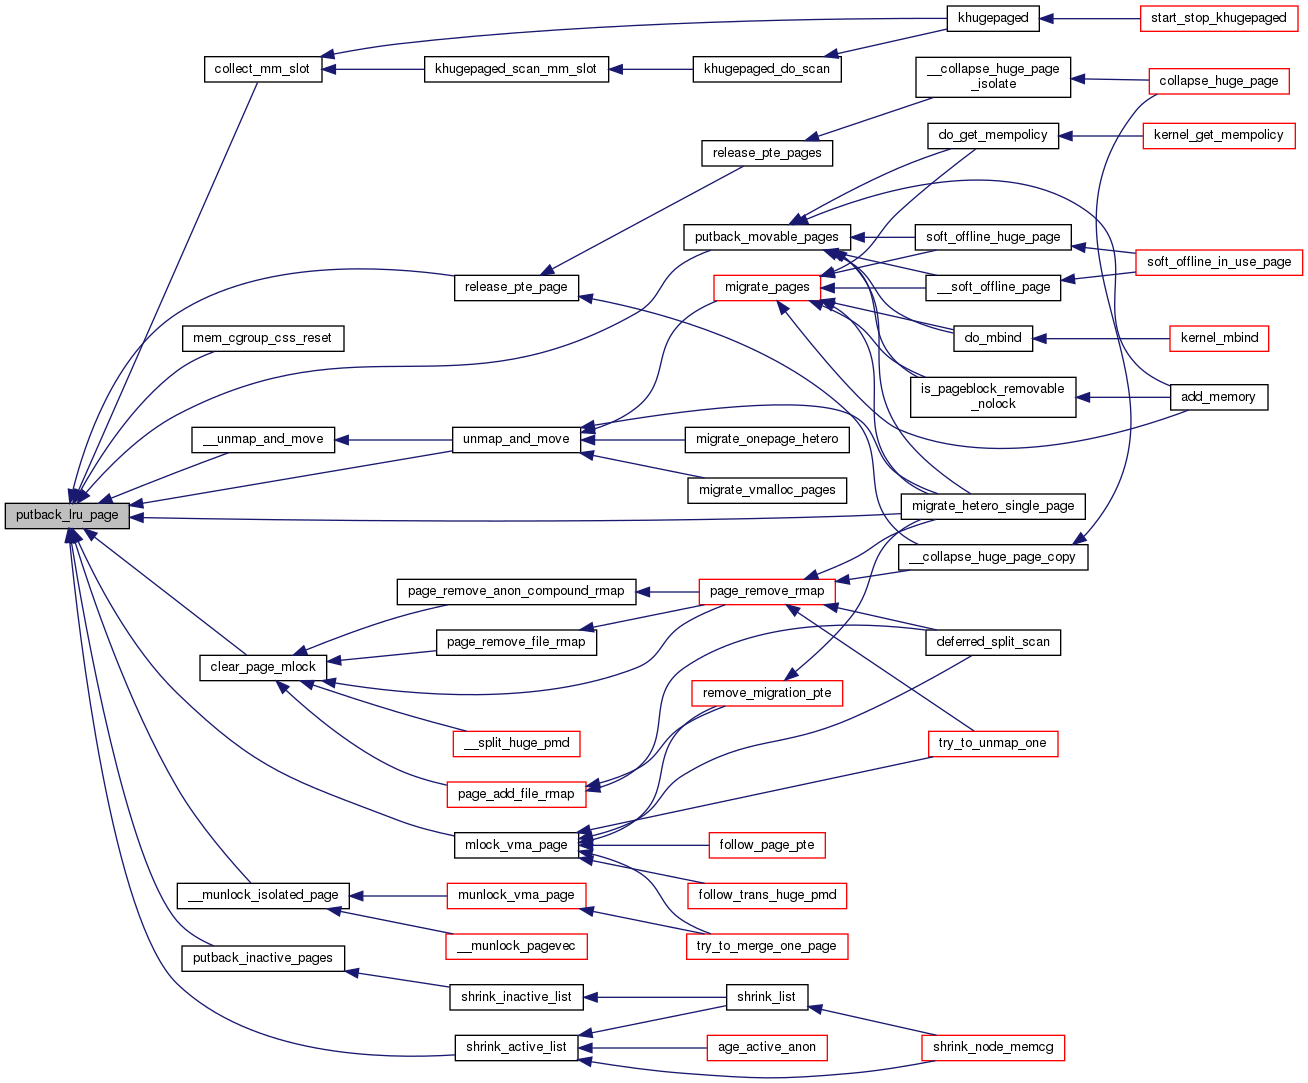 khugepaged
start_stop_khugepaged
collect_mm_slot
khugepaged_scan_mm_slot
khugepaged_do_scan
__collapse_huge_page
_isolate
collapse_huge_page
do_get_mempolicy
kernel_get_mempolicy
release_pte_pages
putback_movable_pages
soft_offline_huge_page
soft_offline_in_use_page
release_pte_page
migrate_pages
__soft_offline_page
mem_cgroup_css_reset
do_mbind
kernel_mbind
is_pageblock_removable
_nolock
add_memory
__unmap_and_move
unmap_and_move
migrate_onepage_hetero
migrate_vmalloc_pages
putback_lru_page
migrate_hetero_single_page
__collapse_huge_page_copy
page_remove_anon_compound_rmap
page_remove_rmap
page_remove_file_rmap
deferred_split_scan
clear_page_mlock
remove_migration_pte
__split_huge_pmd
try_to_unmap_one
page_add_file_rmap
mlock_vma_page
follow_page_pte
__munlock_isolated_page
munlock_vma_page
follow_trans_huge_pmd
__munlock_pagevec
try_to_merge_one_page
putback_inactive_pages
shrink_inactive_list
shrink_list
shrink_active_list
age_active_anon
shrink_node_memcg